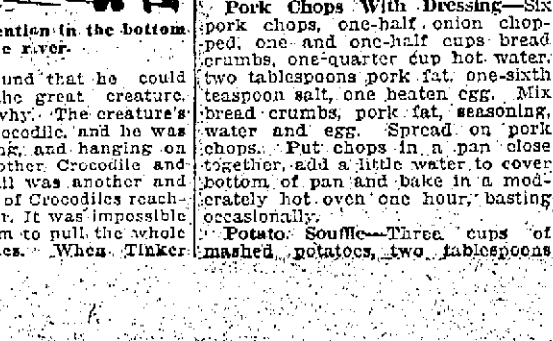 ention in the bottom
e river.
und that he could
he great creature.
why. The creature's
ocodile, and he was
ng, and hanging on
other Crocodile and
il was another and
of Crocodiles reach-
r. It was impossible
m to pull the whole
es. When Tinker
Pork Chops With Dressing—Six
pork chops, one-half onion chop-
ped, one and one-half cups bread
crumbs, one-quarter cup hot water,
two tablespoons pork fat, one-sixth
teaspoon salt, one beaten egg. Mix
bread crumbs, pork fat, seasoning,
water and egg. Spread on pork
chops. Put chops in a pan close
together, add a little water to cover
bottom of pan and bake in a mod-
erately hot oven one hour, basting
occasionally.
Potato Souffle—Three cups of
mashed potatoes, two tablespoons